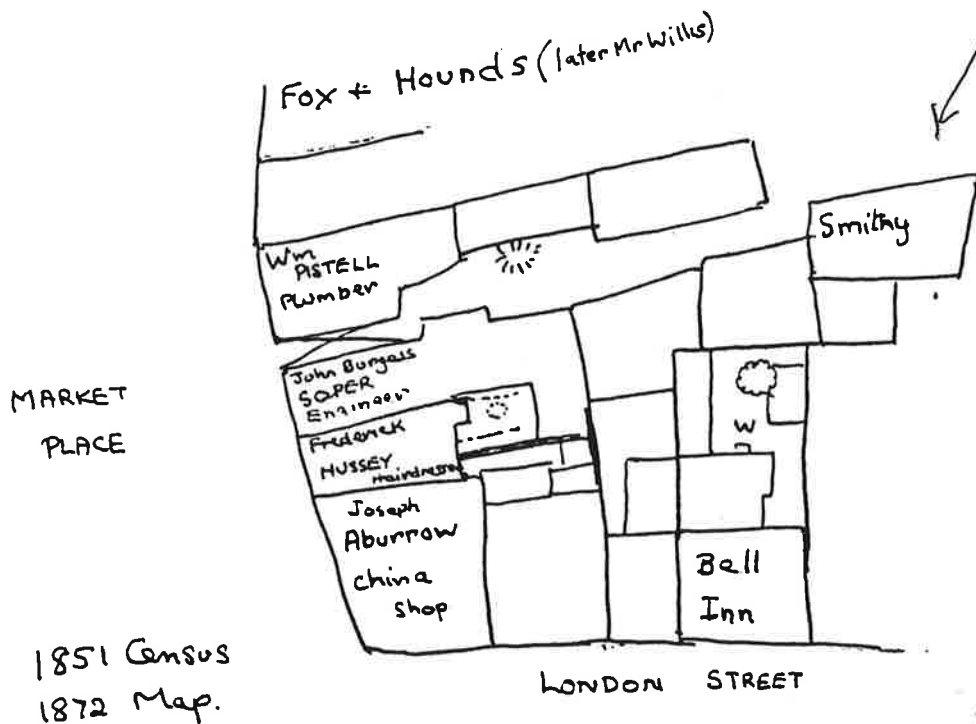 Fox + Hounds (later Mr Wills)
Smithy
Wm
PISTELL
Plumber
John Burgess
SOPER
Engineer
MARKET
PLACE
Frederick
HUSSEY Hairdresser
W
Joseph
Aburrow
china
shop
Bell
Inn
1851 Census
1872 Map.
LONDON STREET